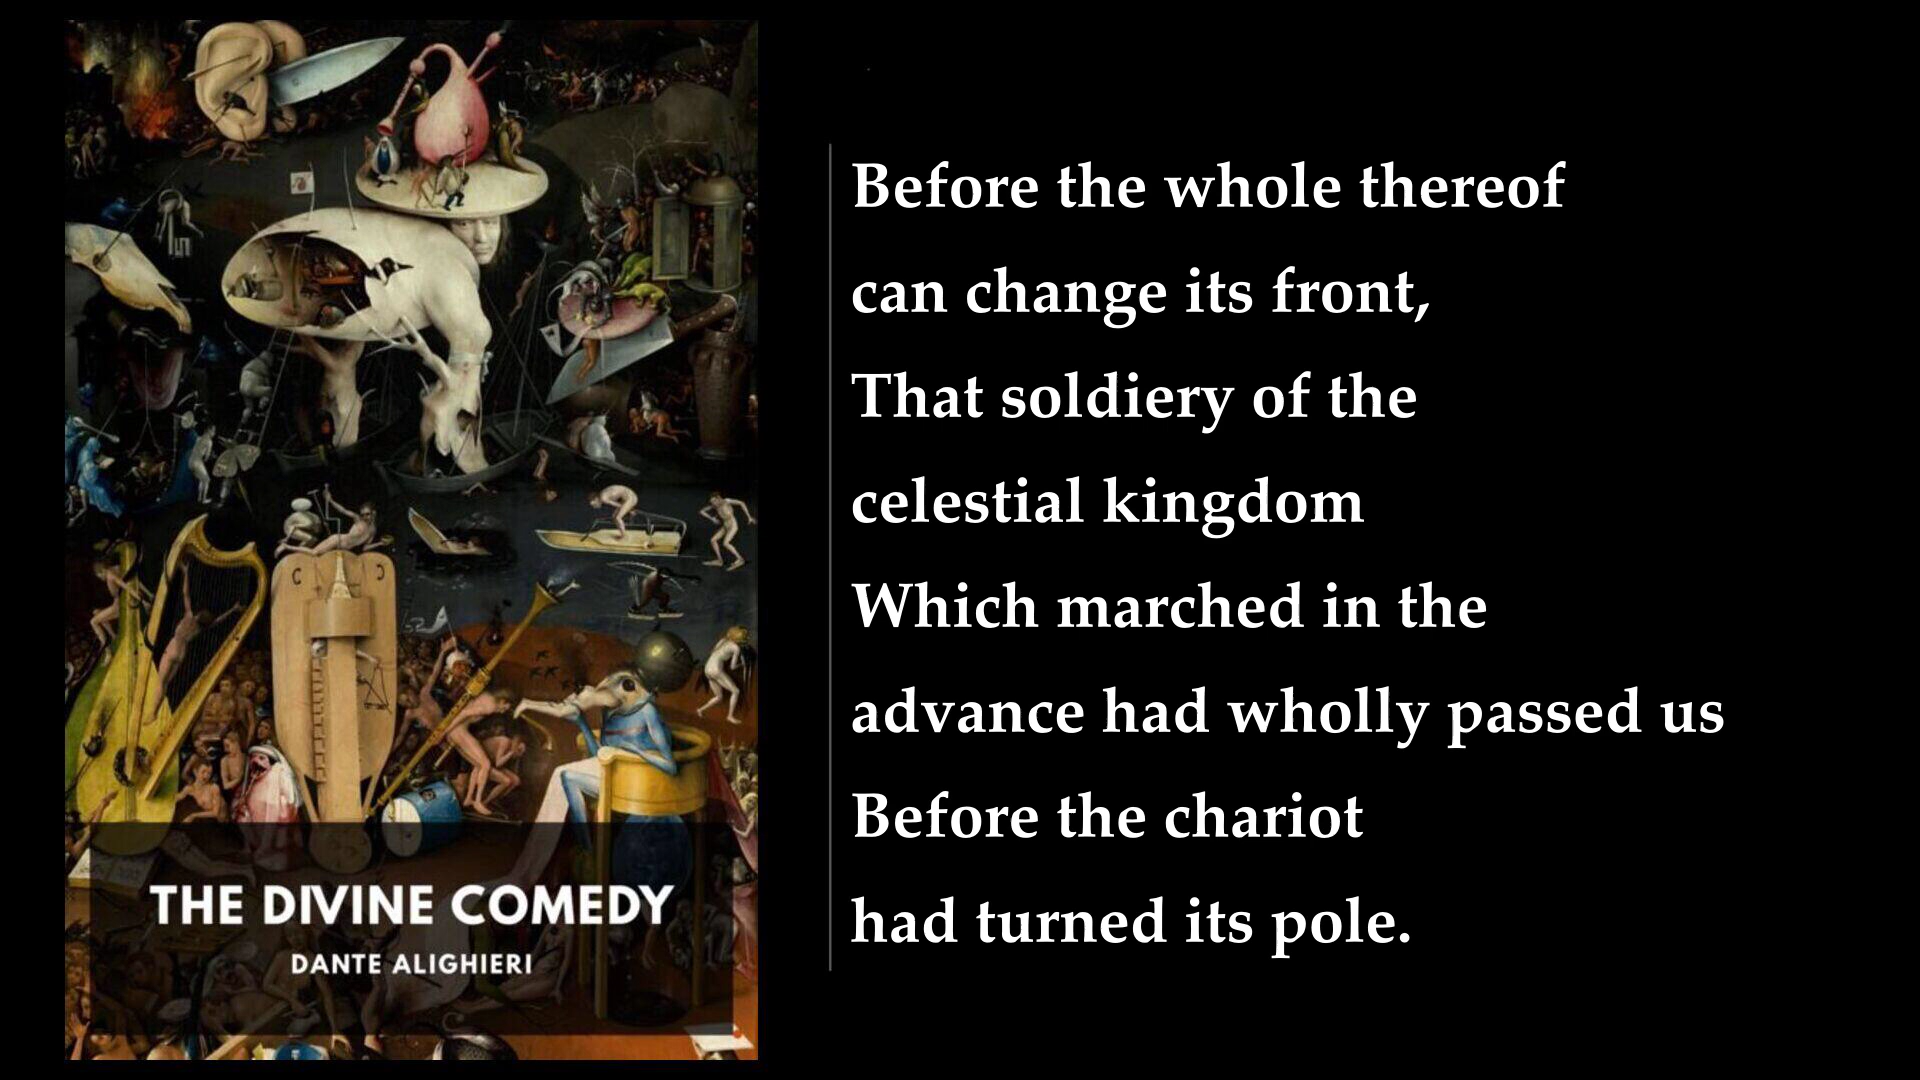 THE DIVINE COMEDY
DANTE ALIGHIERI
Before the whole thereof
can change its front,
That soldiery of the
celestial kingdom
Which marched in the
advance had wholly passed us
Before the chariot
had turned its pole.